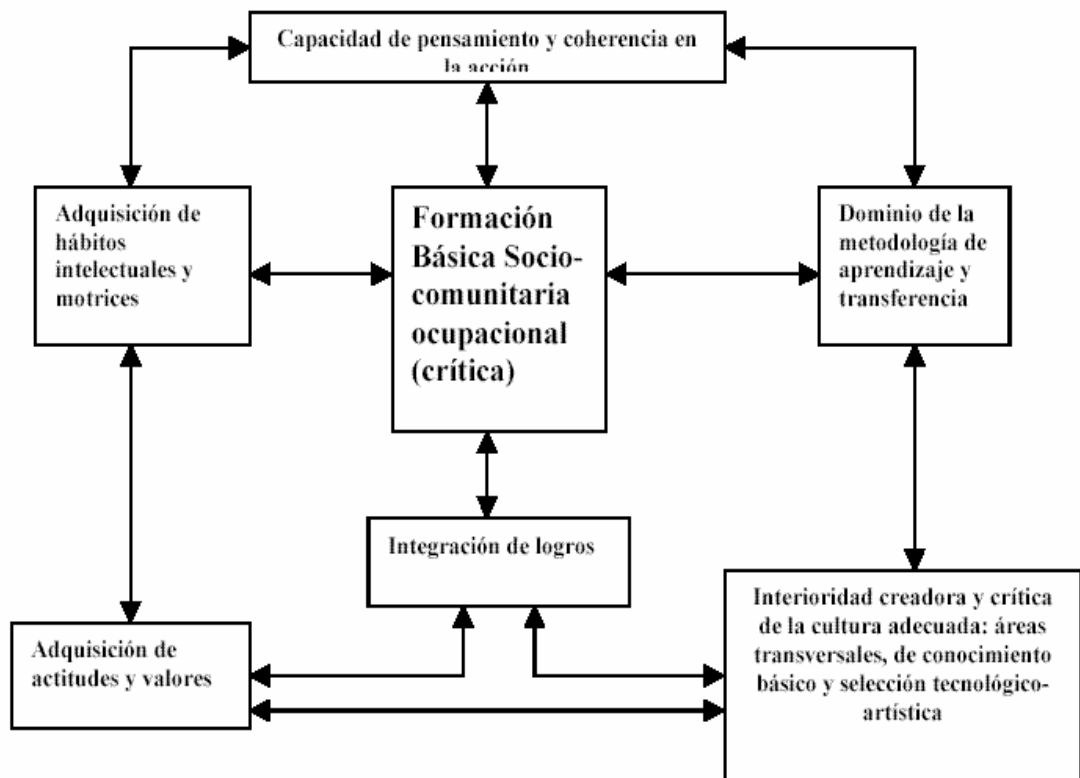 Capacidad de pensamiento y coherencia en
la acción
Adquisición de
hábitos
intelectuales y
motrices
Formación
Básica Socio-
comunitaria
ocupacional
(crítica)
Dominio de la
metodología de
aprendizaje y
transferencia
Integración de logros
Adquisición de
actitudes y valores
Interioridad creadora y crítica
de la cultura adecuada: áreas
transversales, de conocimiento
básico y selección tecnológico-
artística